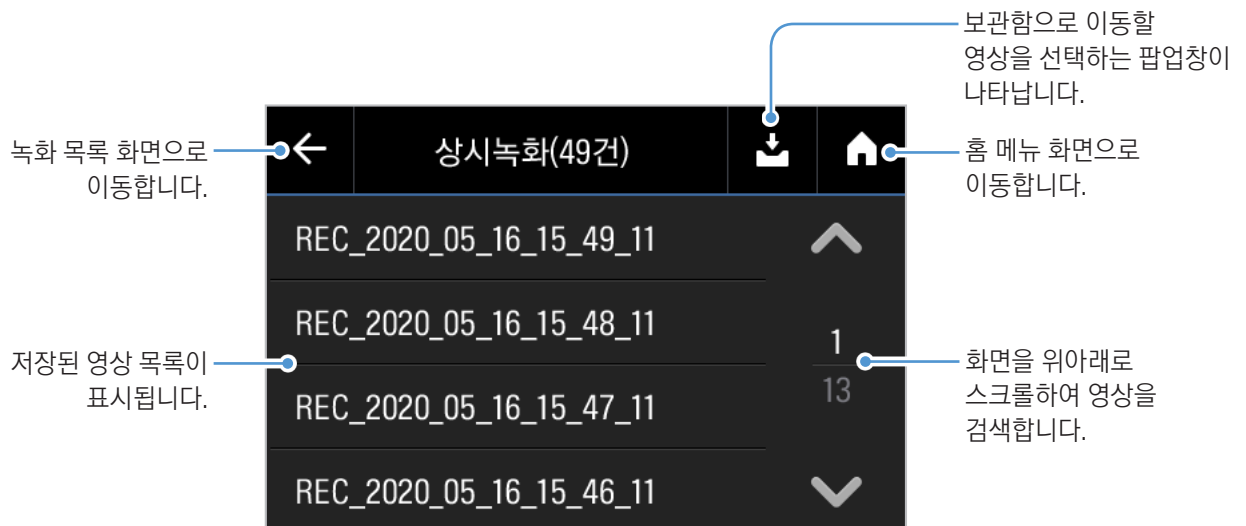 보관함으로 이동할
영상을 선택하는 팝업창이
나타납니다.
녹화 목록 화면으로
이동합니다.
상시녹화(49건)
홈 메뉴 화면으로
이동합니다.
REC_2020_05_16_15_49_11
REC_2020_05_16_15_48_11
저장된 영상 목록이
표시됩니다.
1
13
화면을 위아래로
스크롤하여 영상을
검색합니다.
REC_2020_05_16_15_47_11
REC_2020_05_16_15_46_11